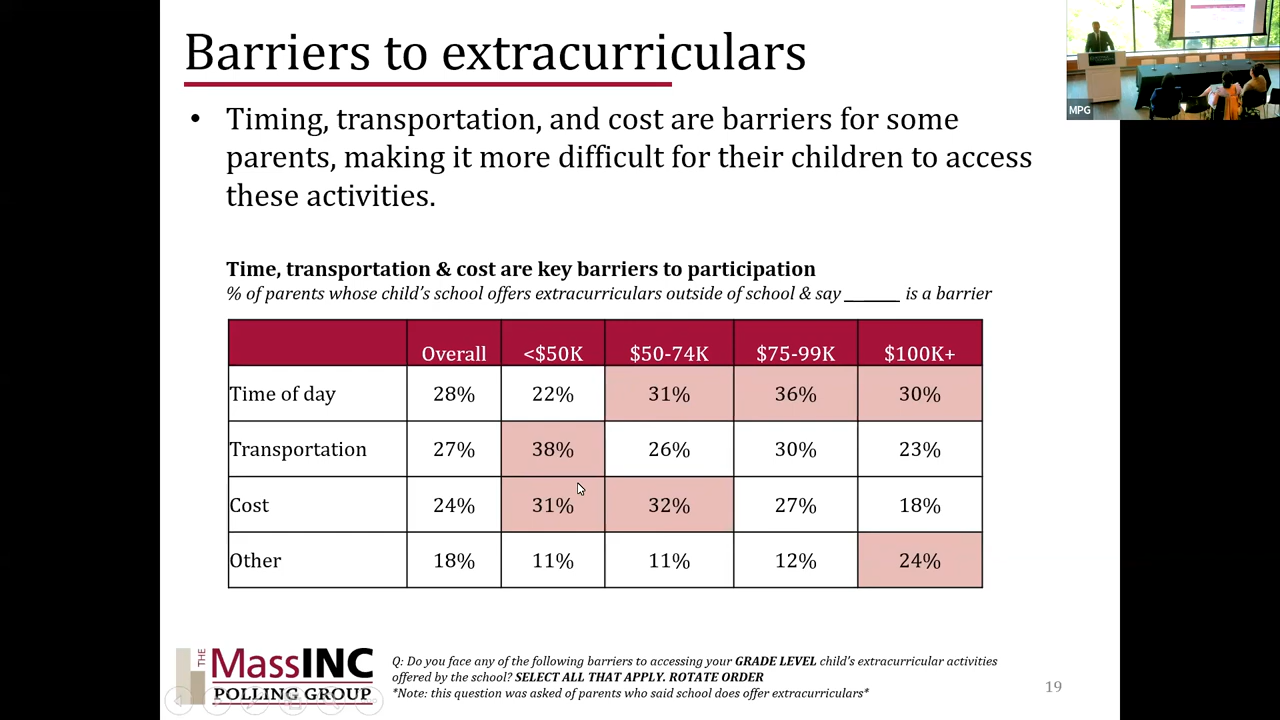 Barriers to extracurriculars
MPG
• Timing, transportation, and cost are barriers for some
parents, making it more difficult for their children to access
these activities.
Time, transportation & cost are key barriers to participation
% of parents whose child's school offers extracurriculars outside of school & say ________ is a barrier
Overall <$50K $50-74K $75-99K $100K+
Time of day 28% 22% 31% 36% 30%
Transportation 27% 38% 26% 30% 23%
Cost 24% 31% 32% 27% 18%
Other 18% 11% 11% 12% 24%
THE MassINC
POLLING GROUP
Q: Do you face any of the following barriers to accessing your GRADE LEVEL child's extracurricular activities
offered by the school? SELECT ALL THAT APPLY. ROTATE ORDER
*Note: this question was asked of parents who said school does offer extracurriculars*
19